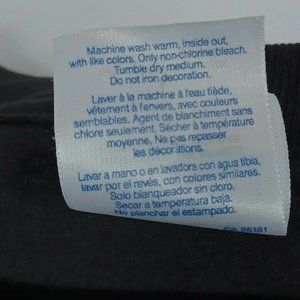 Machine wash warm, inside out,
with like colors. Only non-chlorine bleach.
Tumble dry medium.
Do not iron decoration.
Laver à la machine à l'eau tiède,
vêtement à l'envers, avec couleurs
semblables. Agent de blanchiment sans
chlore seulement. Sécher à température
moyenne. Ne pas repasser
les décorations.
Lavar a mano o en lavadora con agua tibia,
lavar por el revés, con colores similares.
Solo blanqueador sin cloro.
Secar a temperatura baja.
No planchar el estampado.